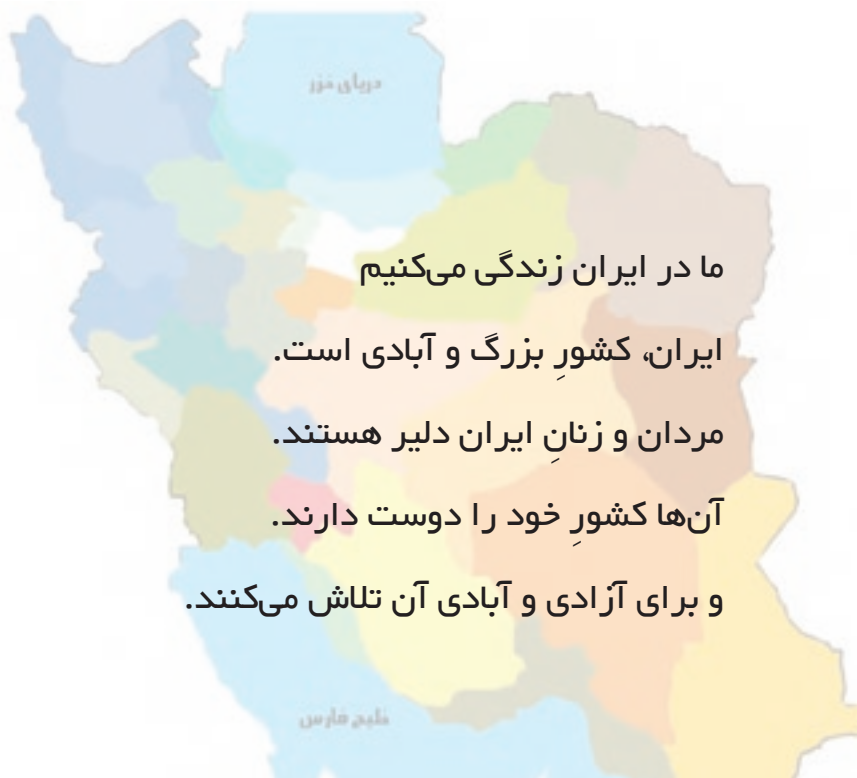 دریای خزر
ما در ایران زندگی می‌کنیم
ایران، کشورِ بزرگ و آبادی است.
مردان و زنانِ ایران دلیر هستند.
آن‌ها کشورِ خود را دوست دارند.
و برای آزادی و آبادی آن تلاش می‌کنند.
خلیج فارس